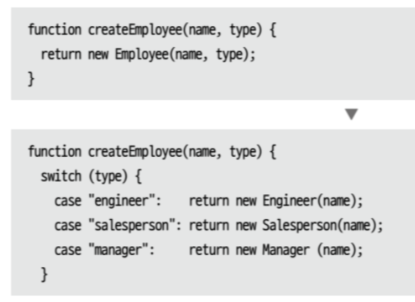 function createEmployee(name, type) {
  return new Employee(name, type);
}
▼
function createEmployee(name, type) {
  switch (type) {
    case "engineer":    return new Engineer(name);
    case "salesperson": return new Salesperson(name);
    case "manager":     return new Manager (name);
  }